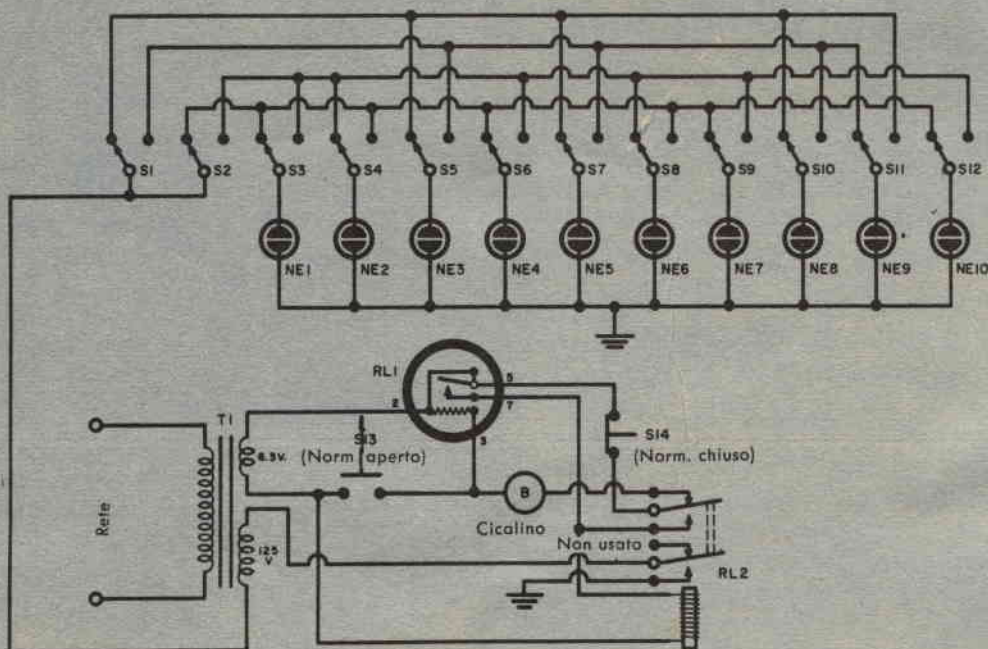 S1
S2
S3
S4
S5
S6
S7
S8
S9
S10
S11
S12
NE1
NE2
NE3
NE4
NE5
NE6
NE7
NE8
NE9
NE10
RL1
5
2
7
3
T1
6.3V.
S13
(Norm. aperto)
S14
(Norm. chiuso)
Rete
B
Cicalino
Non usato
125
V
RL2